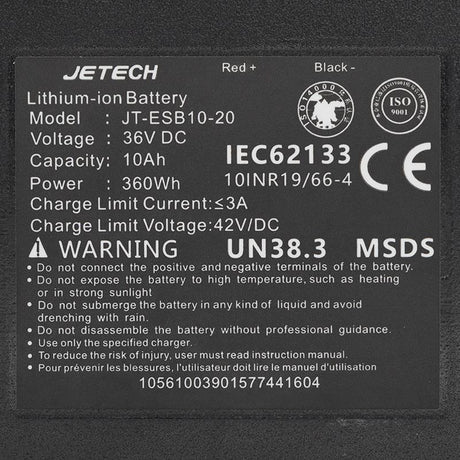 JETECH
Red +
Black -
Lithium-ion Battery
Model : JT-ESB10-20
Voltage : 36V DC
Capacity: 10Ah
Power : 360Wh
Charge Limit Current:≤3A
Charge Limit Voltage:42V/DC
ISO14000
ISO
9001
IEC62133
10INR19/66-4
CE
WARNING UN38.3 MSDS
• Do not connect the positive and negative terminals of the battery.
• Do not expose the battery to high temperature, such as heating
or in strong sunlight
• Do not submerge the battery in any kind of liquid and avoid
drenching with rain.
• Do not disassemble the battery without professional guidance.
• Use only the specified charger.
• To reduce the risk of injury, user must read instruction manual.
• Pour prévenir les blessures, l'utilisateur doit lire le manuel d'utilisation
10561003901577441604